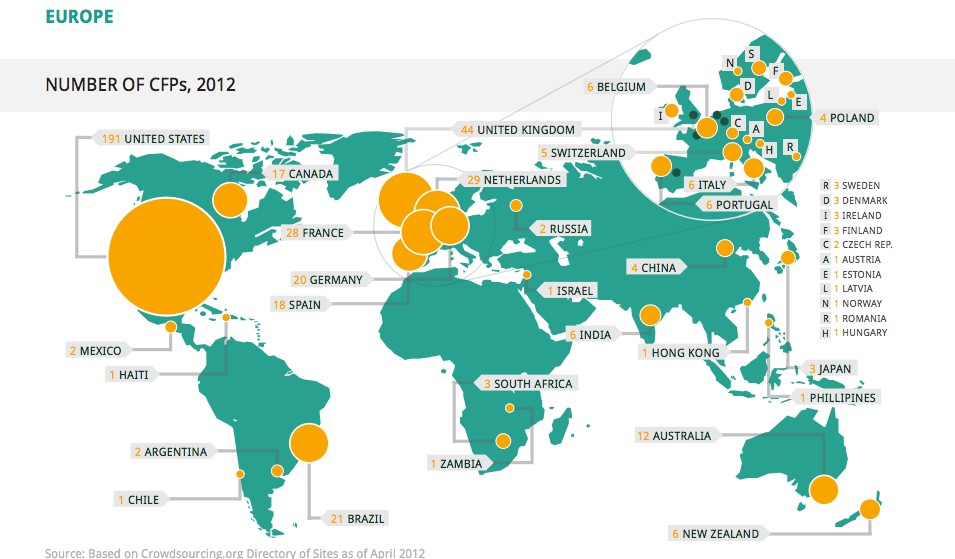 EUROPE
NUMBER OF CFPs, 2012
191 UNITED STATES
17 CANADA
44 UNITED KINGDOM
29 NETHERLANDS
28 FRANCE
20 GERMANY
18 SPAIN
2 MEXICO
1 HAITI
2 ARGENTINA
1 CHILE
21 BRAZIL
6 BELGIUM
5 SWITZERLAND
6 ITALY
6 PORTUGAL
4 POLAND
N
S
F
D
L
E
I
C
A
H
R
2 RUSSIA
4 CHINA
1 ISRAEL
6 INDIA
1 HONG KONG
3 SOUTH AFRICA
1 ZAMBIA
3 JAPAN
1 PHILLIPINES
12 AUSTRALIA
6 NEW ZEALAND
R 3 SWEDEN
D 3 DENMARK
I 3 IRELAND
F 3 FINLAND
C 2 CZECH REP.
A 1 AUSTRIA
E 1 ESTONIA
L 1 LATVIA
N 1 NORWAY
R 1 ROMANIA
H 1 HUNGARY
Source: Based on Crowdsourcing.org Directory of Sites as of April 2012